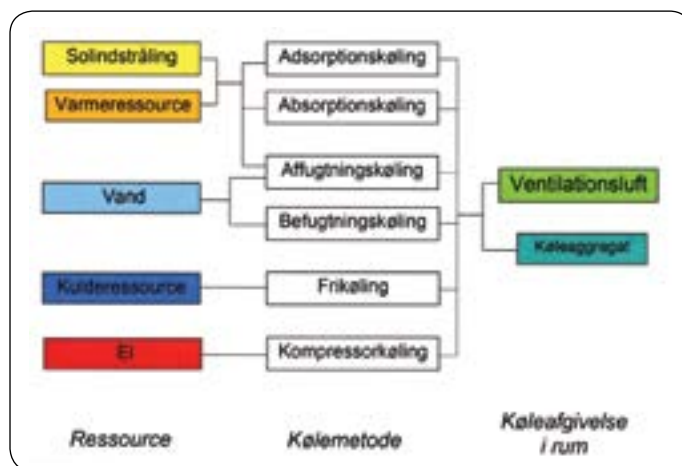 Solindstråling
Varmeressource
Vand
Kulderessource
El
Ressource
Adsorptionskøling
Absorptionskøling
Affugtningskøling
Befugtningskøling
Frikøling
Kompressorkøling
Kølemetode
Ventilationsluft
Køleaggregat
Køleafgivelse
i rum